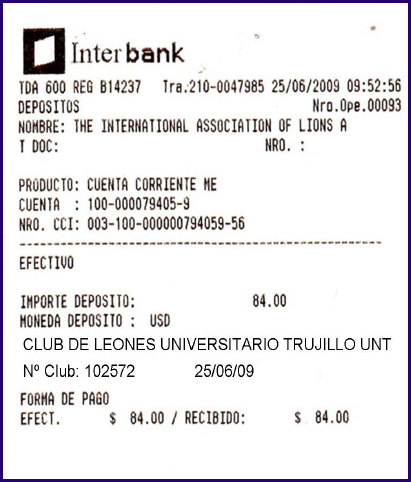 Interbank
TDA 600 REG B14237 Tra.210-0047985 25/06/2009 09:52:56
DEPOSITOS Nro.Ope.00093
NOMBRE: THE INTERNATIONAL ASSOCIATION OF LIONS A
T DOC: NRO. :
PRODUCTO: CUENTA CORRIENTE ME
CUENTA : 100-000079405-9
NRO. CCI: 003-100-000000794059-56
EFECTIVO
IMPORTE DEPOSITO: 84.00
MONEDA DEPOSITO : USD
CLUB DE LEONES UNIVERSITARIO TRUJILLO UNT
Nº Club: 102572 25/06/09
FORMA DE PAGO
EFECT. $ 84.00 / RECIBIDO: $ 84.00